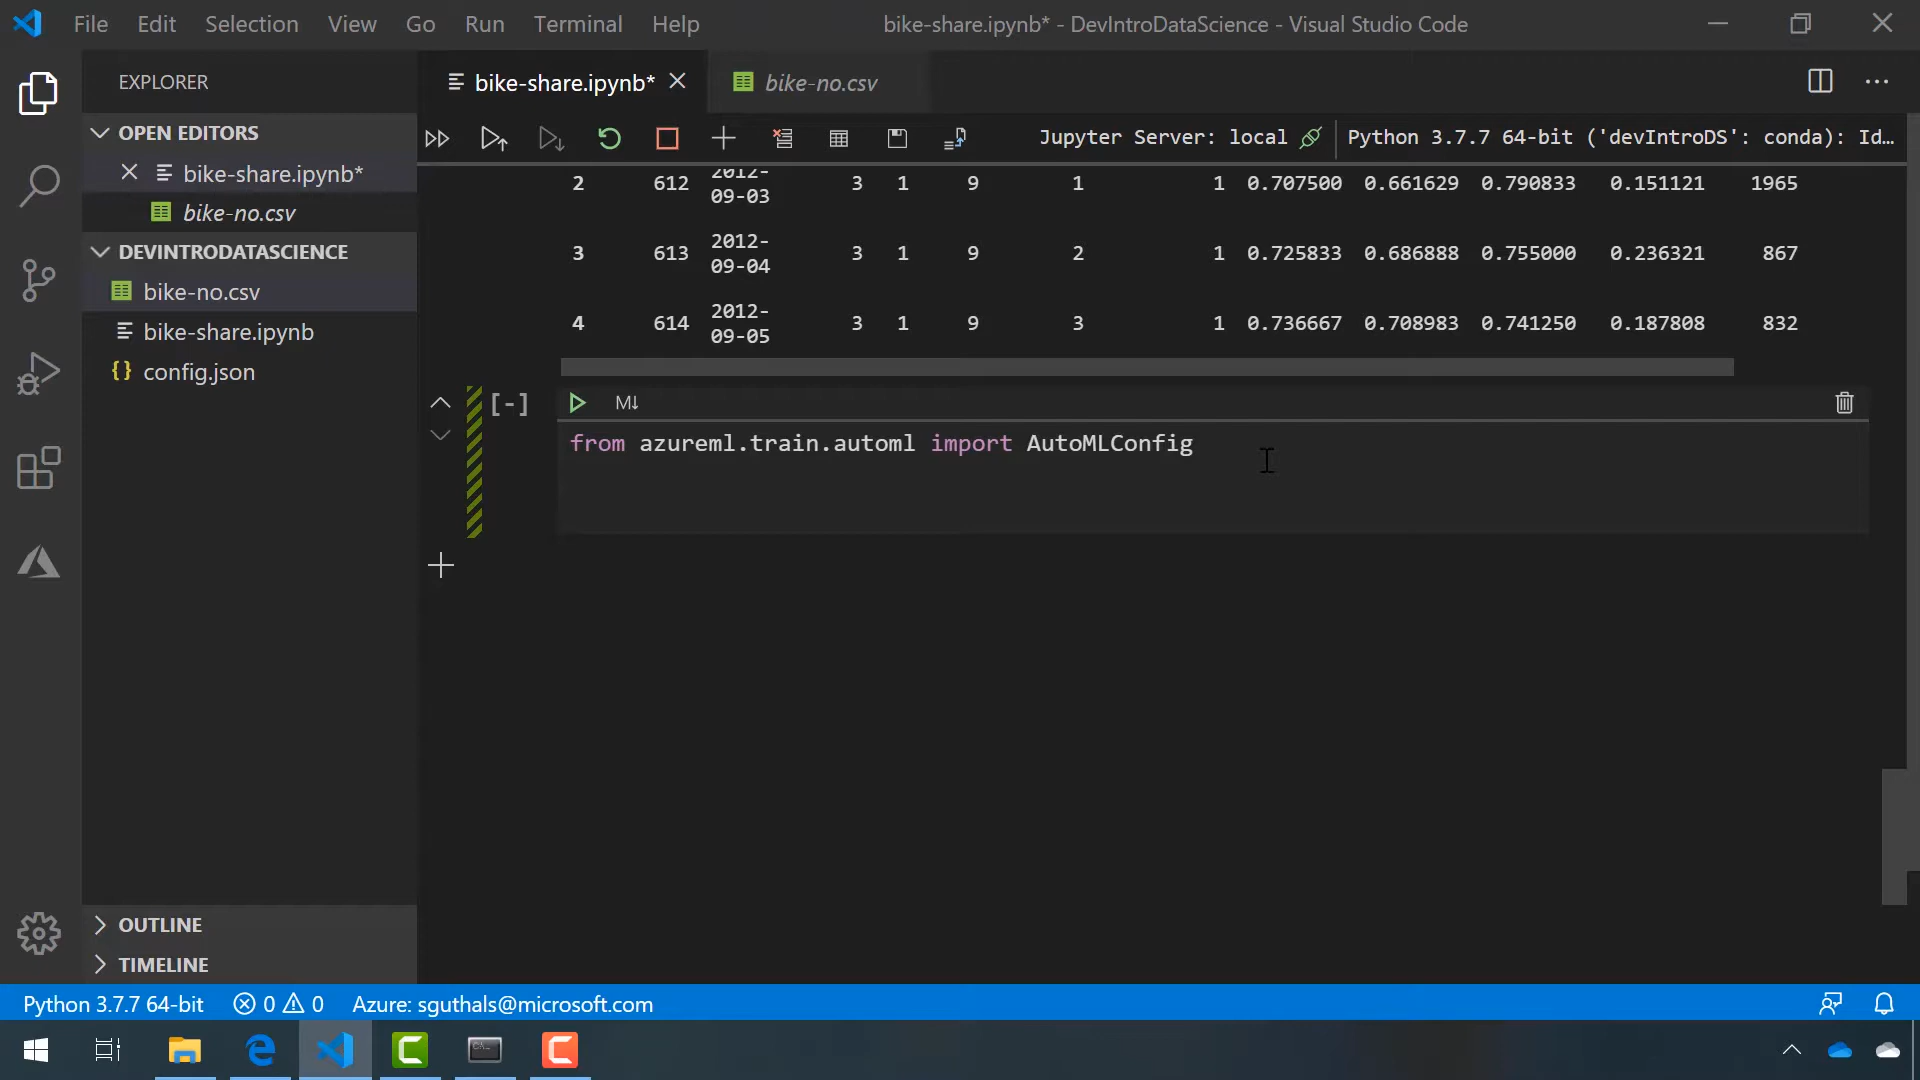 File Edit Selection View Go Run Terminal Help
bike-share.ipynb* - DevIntroDataScience - Visual Studio Code
EXPLORER
OPEN EDITORS
bike-share.ipynb*
bike-no.csv
DEVINTRODATASCIENCE
bike-no.csv
bike-share.ipynb
config.json
OUTLINE
TIMELINE
bike-share.ipynb* bike-no.csv
Jupyter Server: local Python 3.7.7 64-bit ('devIntroDS': conda): Id...
2 612 2012-09-03 3 1 9 1 1 0.707500 0.661629 0.790833 0.151121 1965
3 613 2012-09-04 3 1 9 2 1 0.725833 0.686888 0.755000 0.236321 867
4 614 2012-09-05 3 1 9 3 1 0.736667 0.708983 0.741250 0.187808 832
[-] M↓
from azureml.train.automl import AutoMLConfig
Python 3.7.7 64-bit 0 0 Azure: sguthals@microsoft.com